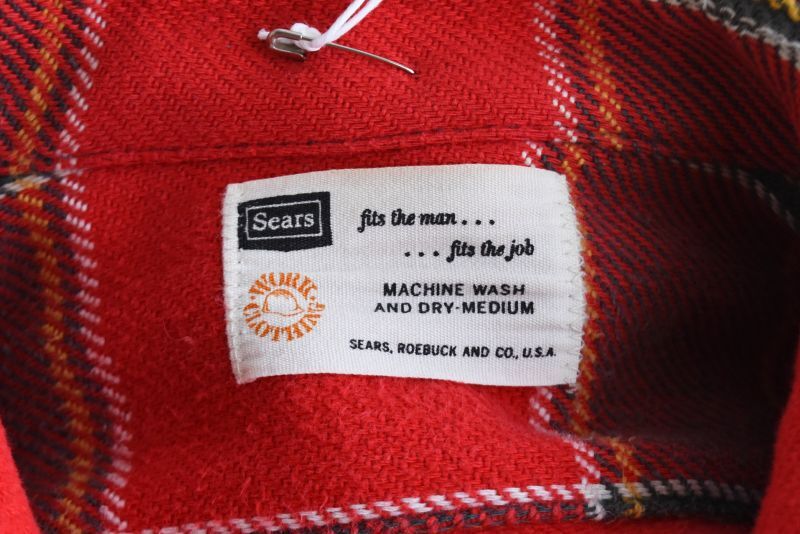 Sears
fits the man . . .
. . . fits the job
WORK
CLOTHING
MACHINE WASH
AND DRY-MEDIUM
SEARS, ROEBUCK AND CO., U.S.A.